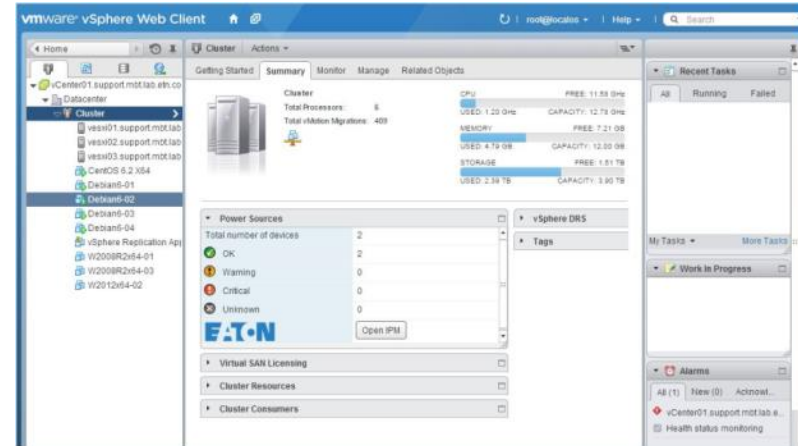 vmware® vSphere Web Client
root@localos
Help
Search
Home
vCenter01.support.mbt.lab.etn.co
Datacenter
Cluster
vesxi01.support.mbt.lab
vesxi02.support.mbt.lab
vesxi03.support.mbt.lab
CentOS 6.2 X64
Debian6-01
Debian6-02
Debian6-03
Debian6-04
vSphere Replication App
W2008R2x64-01
W2008R2x64-03
W2012x64-02
Cluster Actions
Getting Started Summary Monitor Manage Related Objects
Cluster
Total Processors: 6
Total vMotion Migrations: 409
CPU FREE: 11.58 GHz
USED: 1.20 GHz CAPACITY: 12.78 GHz
MEMORY FREE: 7.21 GB
USED: 4.79 GB CAPACITY: 12.00 GB
STORAGE FREE: 1.51 TB
USED: 2.39 TB CAPACITY: 3.90 TB
Power Sources
Total number of devices 2
OK 2
Warning 0
Critical 0
Unknown 0
EATON Open IPM
Virtual SAN Licensing
Cluster Resources
Cluster Consumers
vSphere DRS
Tags
Recent Tasks
All Running Failed
My Tasks More Tasks
Work In Progress
Alarms
All (1) New (0) Acknowl...
vCenter01.support.mbt.lab.e...
Health status monitoring